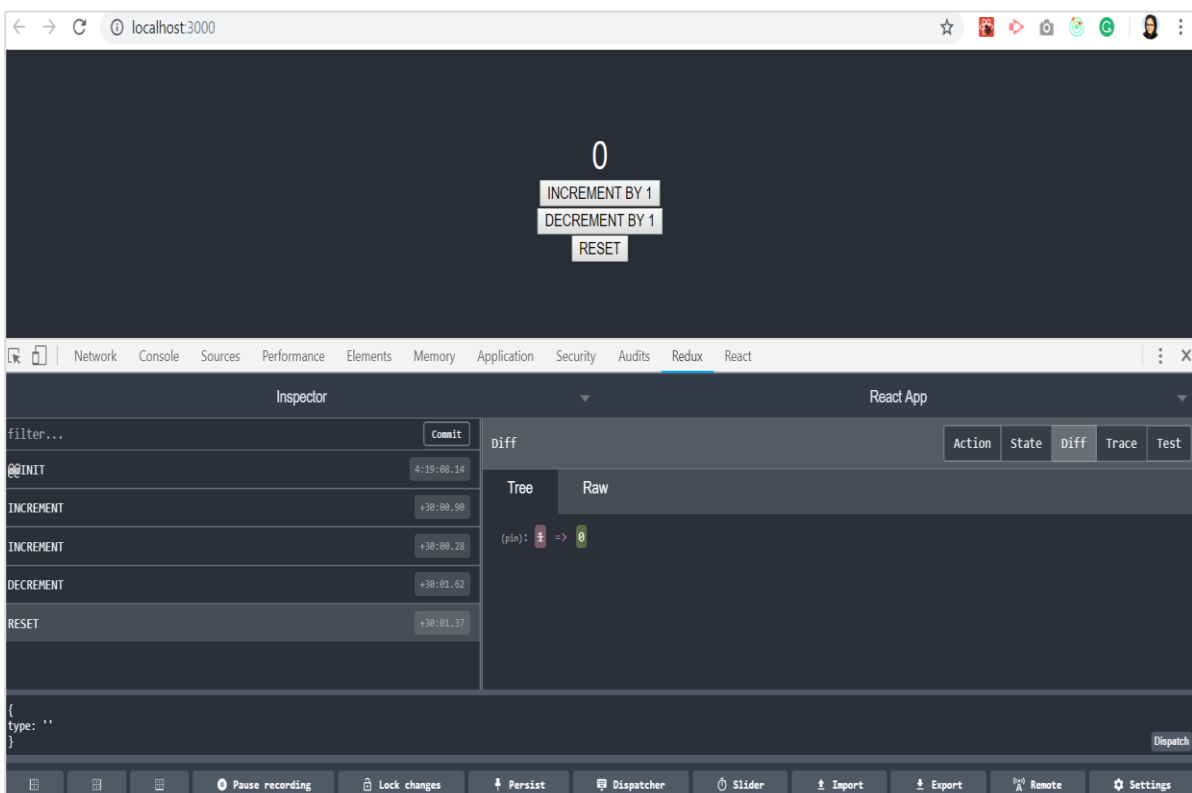 localhost:3000
0
INCREMENT BY 1
DECREMENT BY 1
RESET
Network Console Sources Performance Elements Memory Application Security Audits Redux React
Inspector React App
filter... Commit
Diff Action State Diff Trace Test
@@INIT 4:19:08.14
Tree Raw
INCREMENT +30:00.90
(pin): 1 => 0
INCREMENT +30:00.28
DECREMENT +30:01.62
RESET +30:01.37
{
type: ''
}
Dispatch
Pause recording Lock changes Persist Dispatcher Slider Import Export Remote Settings